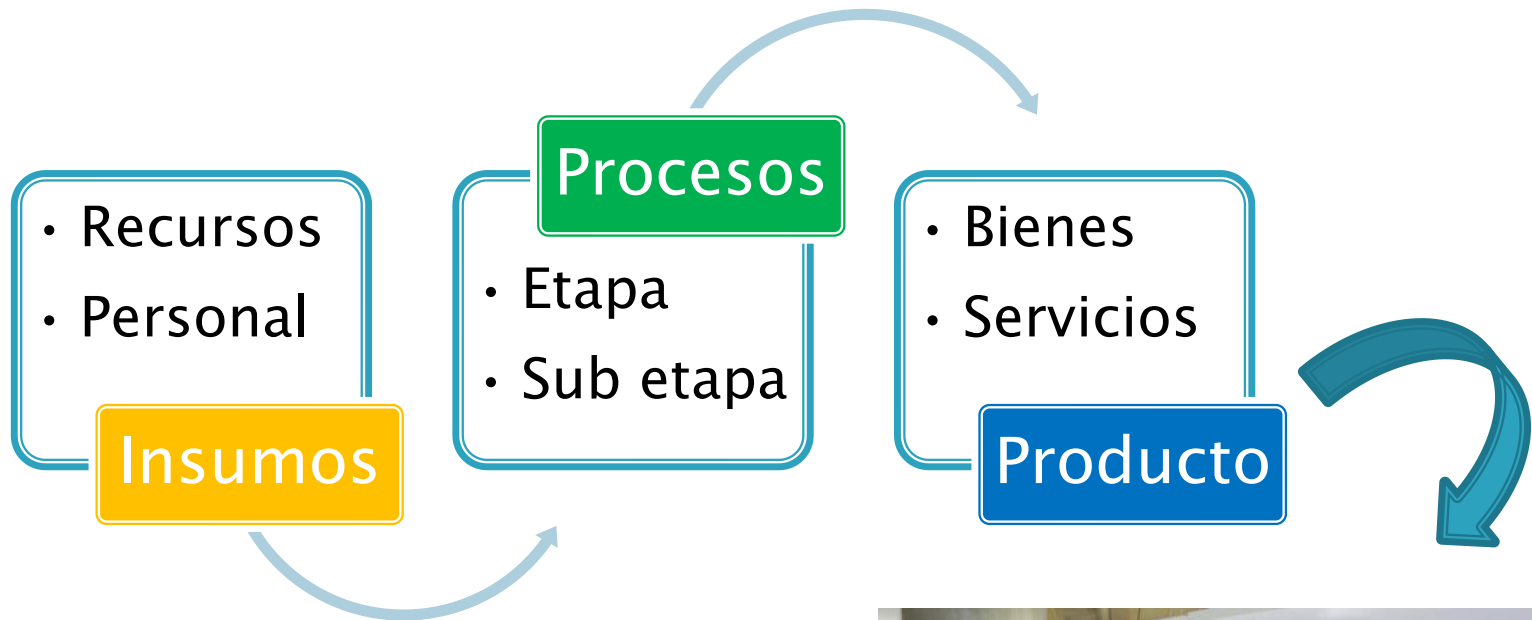 • Recursos
• Personal
Insumos
Procesos
• Etapa
• Sub etapa
• Bienes
• Servicios
Producto